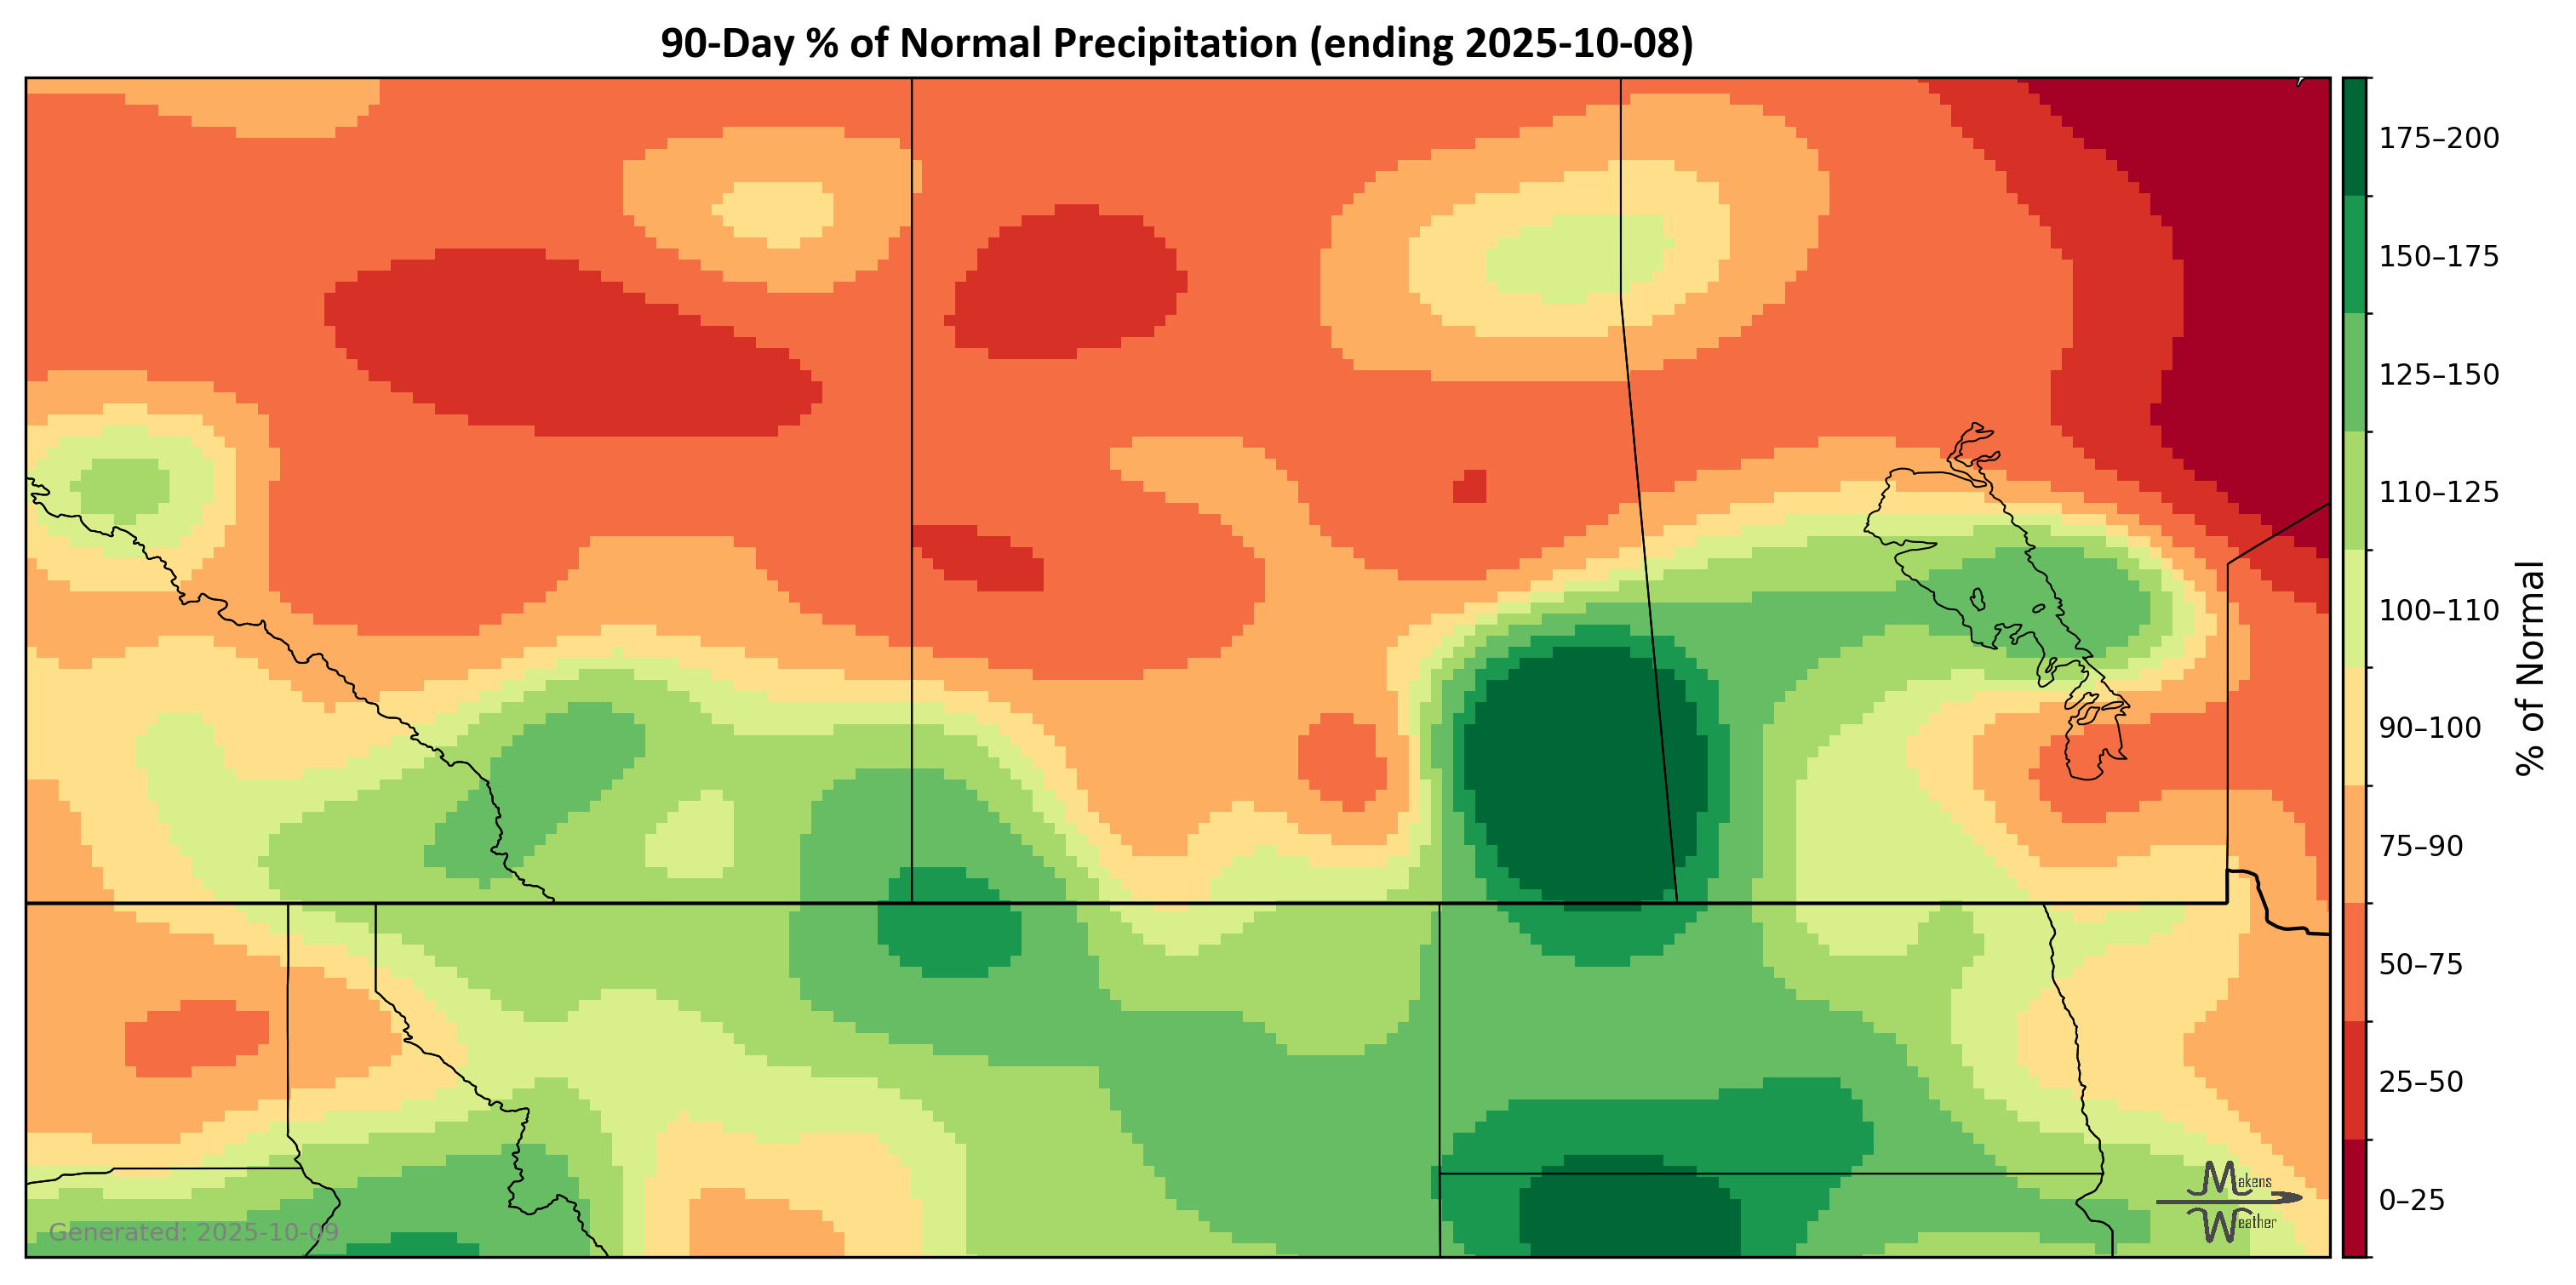 90-Day % of Normal Precipitation (ending 2025-10-08)
175–200
150–175
125–150
110–125
100–110
90–100
75–90
50–75
25–50
0–25
% of Normal
Generated: 2025-10-09
Makens
Weather